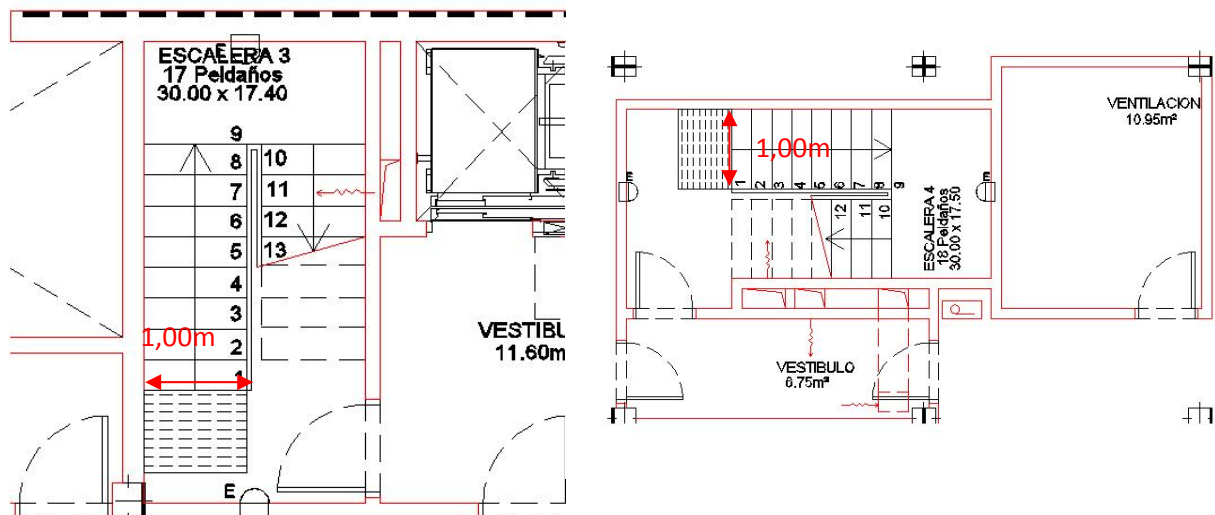 E
ESCALERA 3
17 Peldaños
30.00 x 17.40
9
8
10
7
11
6
12
5
13
4
3
2
1
1,00m
VESTIBU
11.60m
E
VENTILACION
10.95m²
1,00m
1
2
3
4
5
6
7
8
9
12
11
10
E
E
ESCALERA 4
18 Peldaños
30.00 x 17.50
VESTIBULO
6.75m²